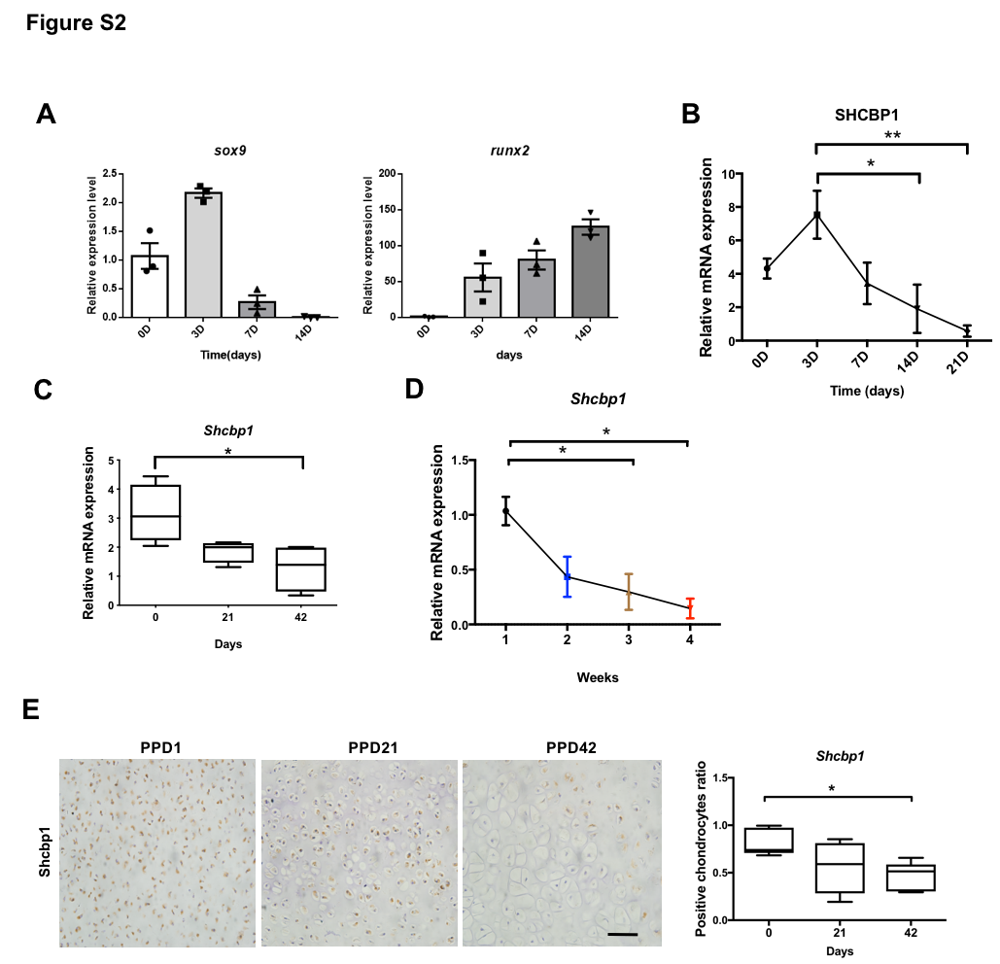 Figure S2
A
sox9
Relative expression level
2.5
2.0
1.5
1.0
0.5
0.0
0D
3D
7D
14D
Time(days)
runx2
Relative expression level
200
150
100
50
0
0D
3D
7D
14D
days
B
SHCBP1
**
*
Relative mRNA expression
10
8
6
4
2
0
0D
3D
7D
14D
21D
Time (days)
C
Shcbp1
*
Relative mRNA expression
5
4
3
2
1
0
0
21
42
Days
D
Shcbp1
*
*
Relative mRNA expression
1.5
1.0
0.5
0.0
1
2
3
4
Weeks
E
PPD1
PPD21
PPD42
Shcbp1
Shcbp1
*
Positive chondrocytes ratio
1.5
1.0
0.5
0.0
0
21
42
Days